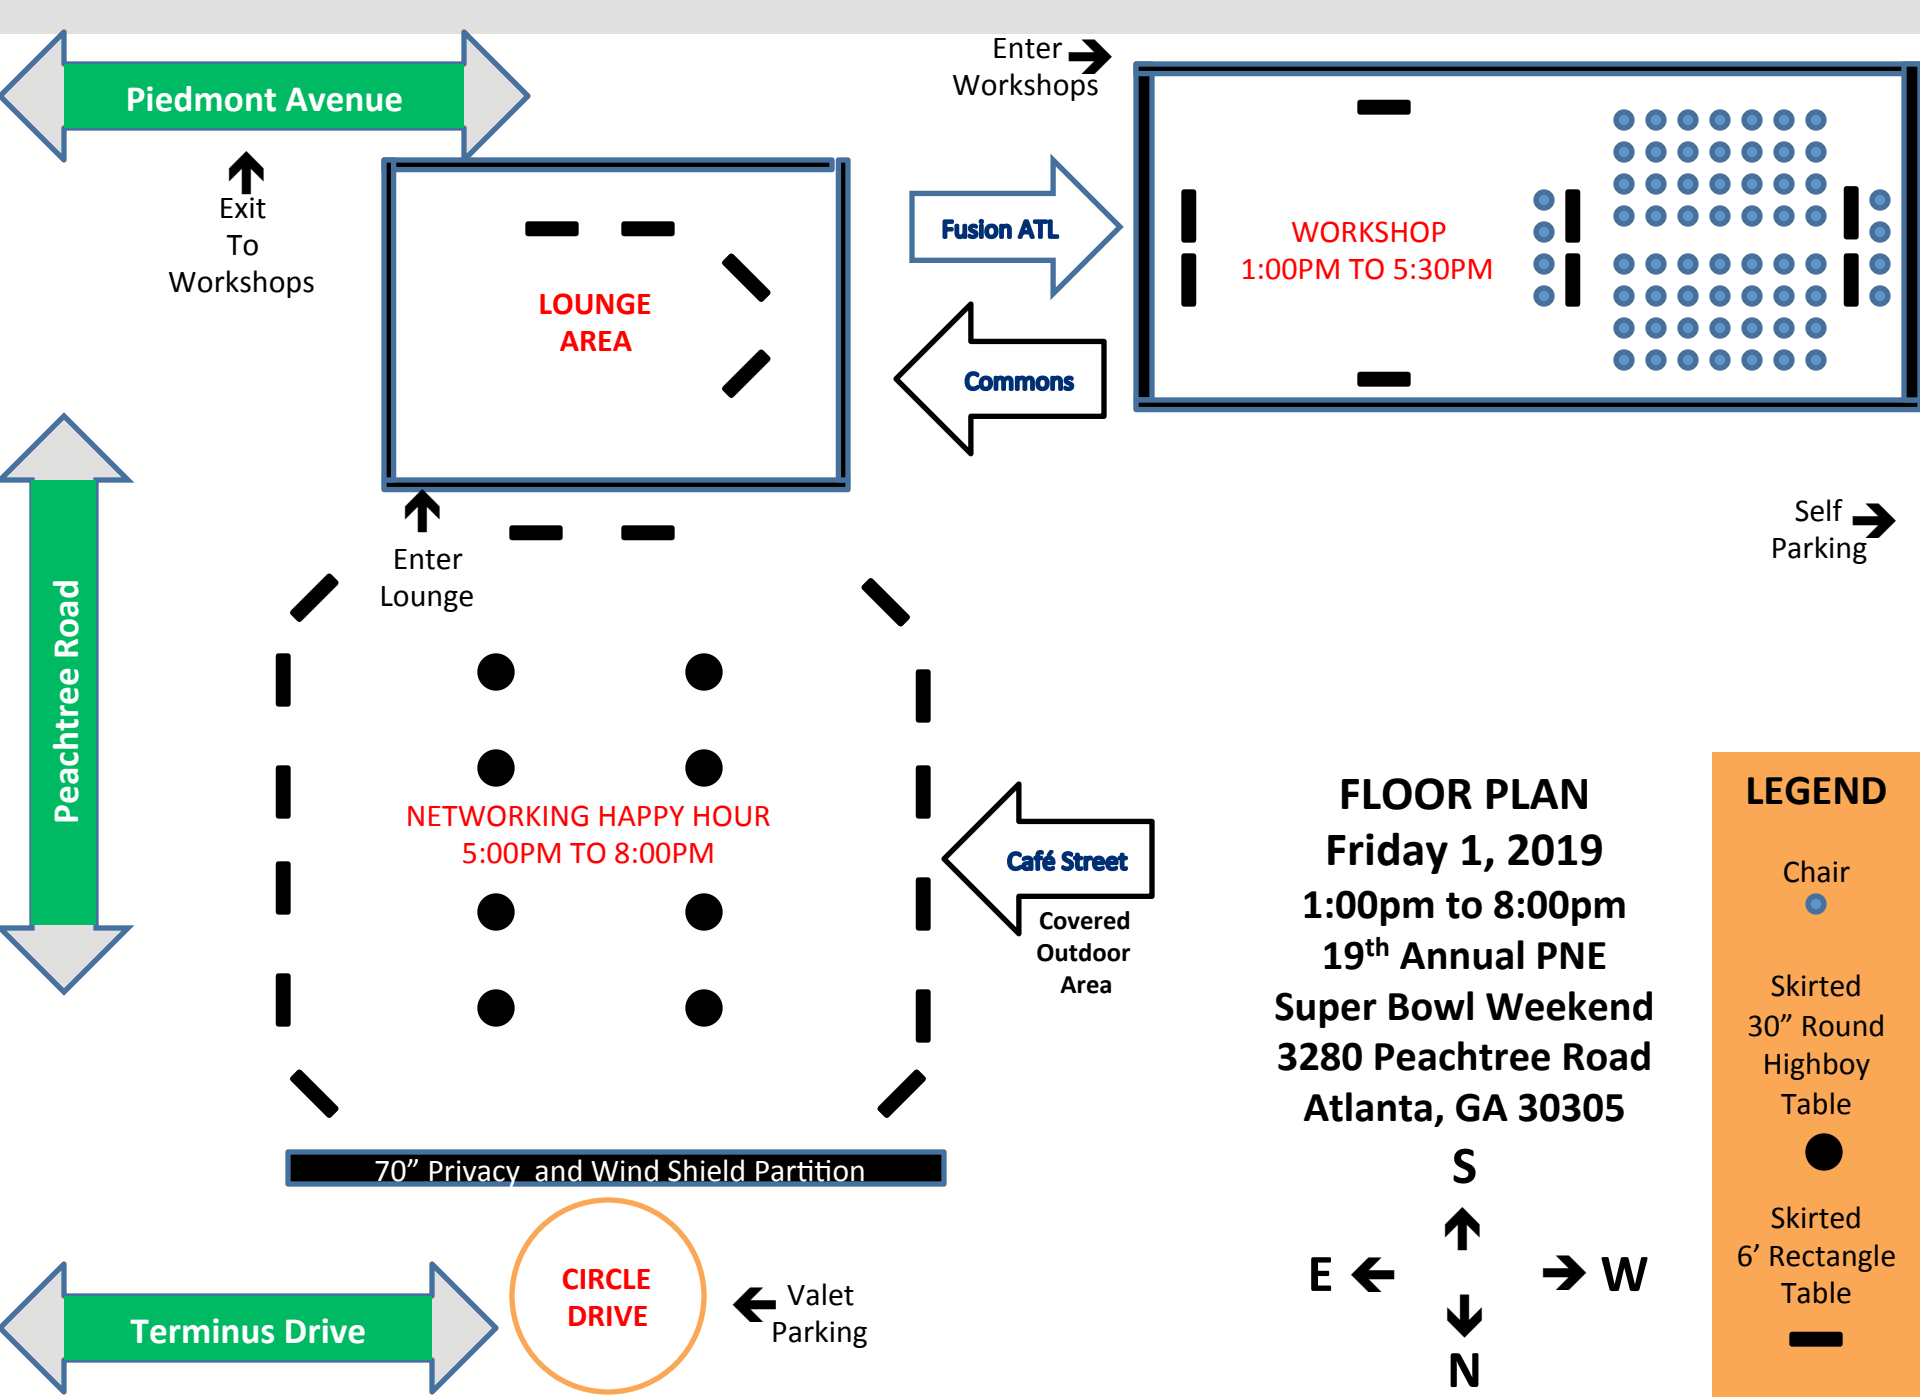 Piedmont Avenue
Exit
To
Workshops
Enter
Workshops
LOUNGE
AREA
Fusion ATL
Commons
WORKSHOP
1:00PM TO 5:30PM
Self
Parking
Enter
Lounge
Peachtree Road
NETWORKING HAPPY HOUR
5:00PM TO 8:00PM
Café Street
Covered
Outdoor
Area
70” Privacy and Wind Shield Partition
CIRCLE
DRIVE
Valet
Parking
Terminus Drive
FLOOR PLAN
Friday 1, 2019
1:00pm to 8:00pm
19th Annual PNE
Super Bowl Weekend
3280 Peachtree Road
Atlanta, GA 30305
S
E W
N
LEGEND
Chair
Skirted
30” Round
Highboy
Table
Skirted
6’ Rectangle
Table